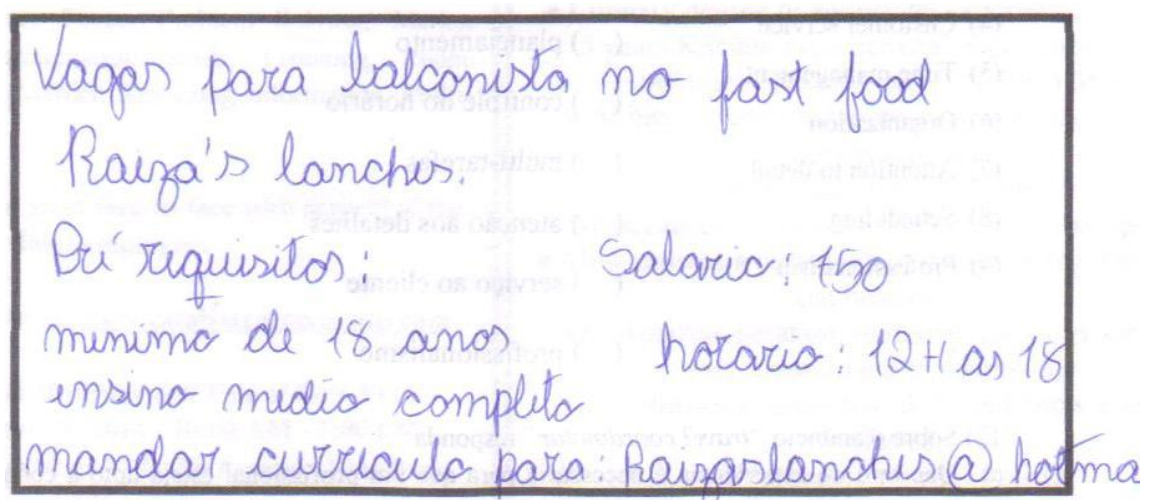 Vagas para balconista no fast food
Raiza's lanches.
Pré requisitos:
Salario: 750
minimo de 18 anos
horario: 12H as 18
ensino medio completo
mandar curriculo para: Raizaslanches@hotma